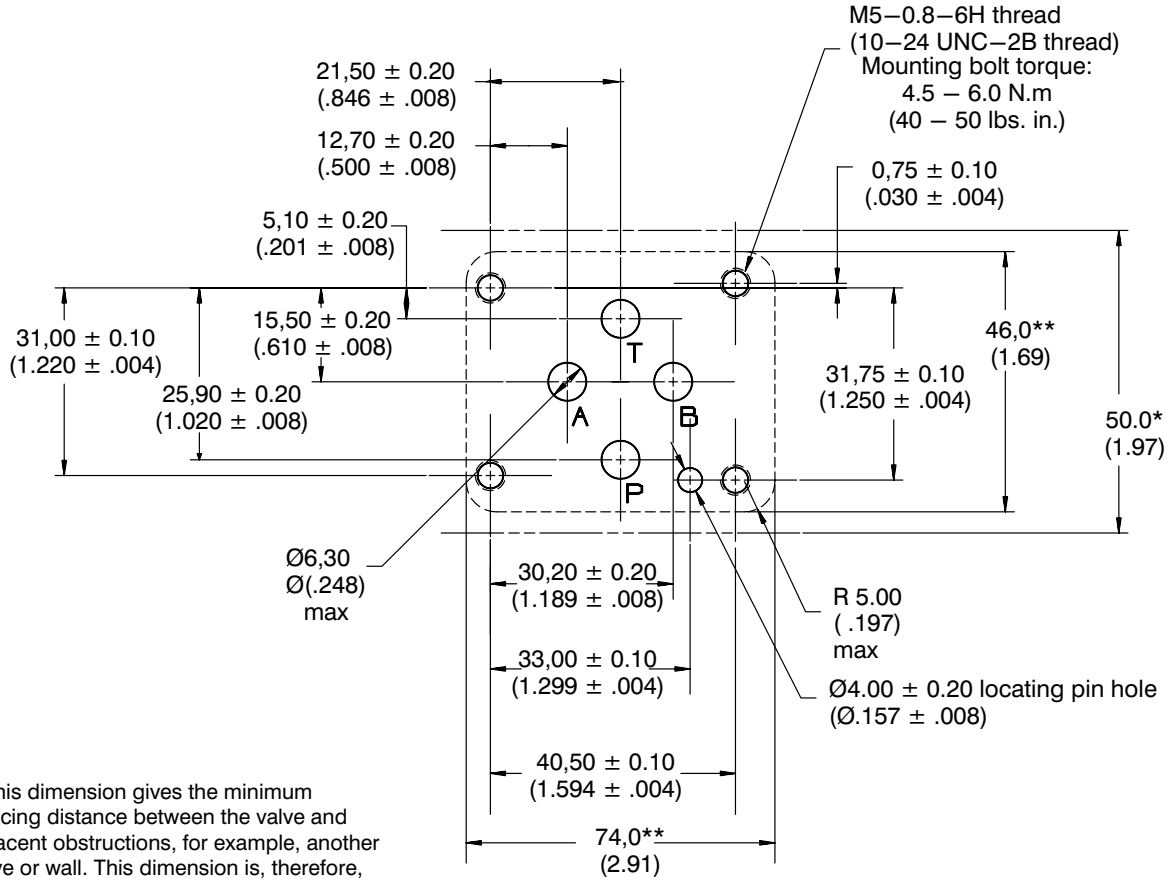 M5–0.8–6H thread
(10–24 UNC–2B thread)
Mounting bolt torque:
4.5 – 6.0 N.m
(40 – 50 lbs. in.)
21,50 ± 0.20
(.846 ± .008)
12,70 ± 0.20
(.500 ± .008)
0,75 ± 0.10
(.030 ± .004)
5,10 ± 0.20
(.201 ± .008)
31,00 ± 0.10
(1.220 ± .004)
15,50 ± 0.20
(.610 ± .008)
25,90 ± 0.20
(1.020 ± .008)
T
A
B
P
46,0**
(1.69)
31,75 ± 0.10
(1.250 ± .004)
50.0*
(1.97)
Ø6,30
Ø(.248)
max
30,20 ± 0.20
(1.189 ± .008)
R 5.00
( .197)
max
33,00 ± 0.10
(1.299 ± .004)
Ø4.00 ± 0.20 locating pin hole
(Ø.157 ± .008)
40,50 ± 0.10
(1.594 ± .004)
74,0**
(2.91)
his dimension gives the minimum
cing distance between the valve and
acent obstructions, for example, another
ve or wall. This dimension is, therefore,